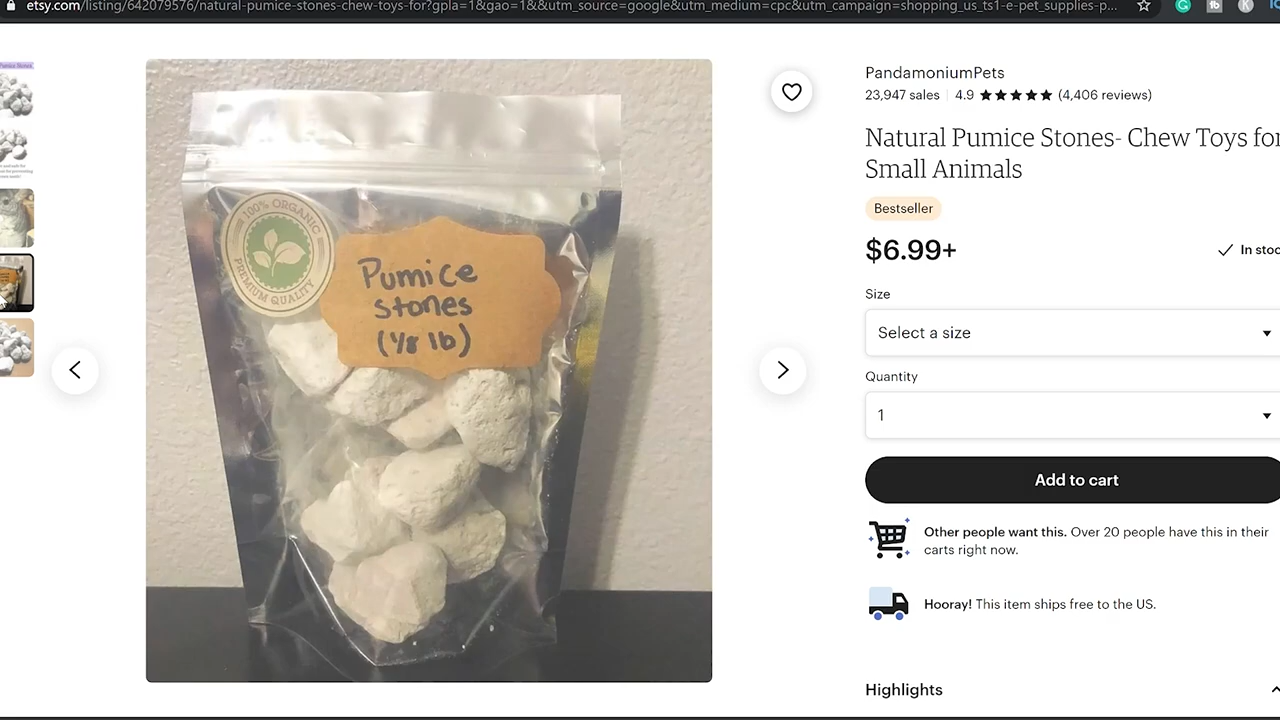 etsy.com/listing/642079576/natural-pumice-stones-chew-toys-for?gpla=1&gao=1&&utm_source=google&utm_medium=cpc&utm_campaign=shopping_us_ts1-e-pet_supplies-p...
PandamoniumPets
23,947 sales 4.9 ★★★★★ (4,406 reviews)
Natural Pumice Stones- Chew Toys for
Small Animals
Bestseller
$6.99+
In stoc
Size
Select a size
Quantity
1
Add to cart
Other people want this. Over 20 people have this in their
carts right now.
Hooray! This item ships free to the US.
Highlights
100% ORGANIC
PREMIUM QUALITY
Pumice
stones
(1/8 lb)